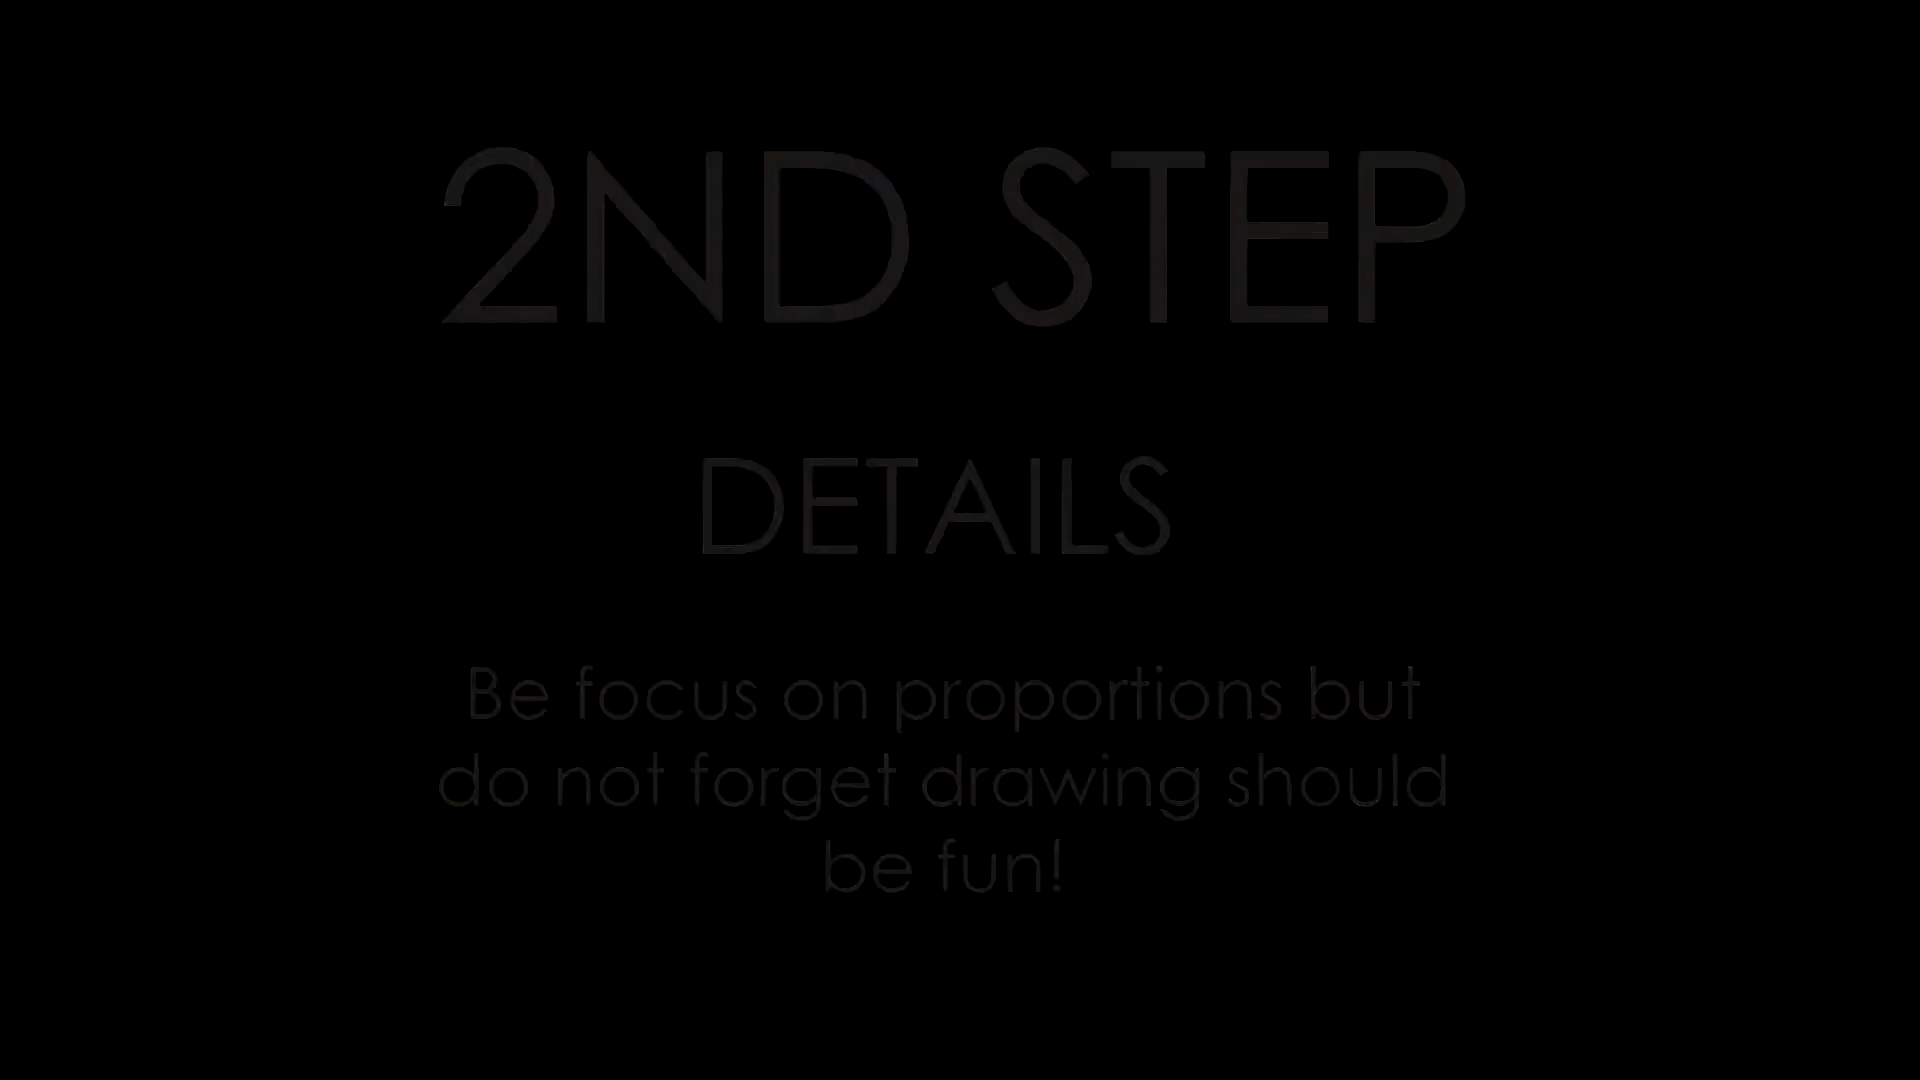 2ND STEP
DETAILS
Be focus on proportions but
do not forget drawing should
be fun!